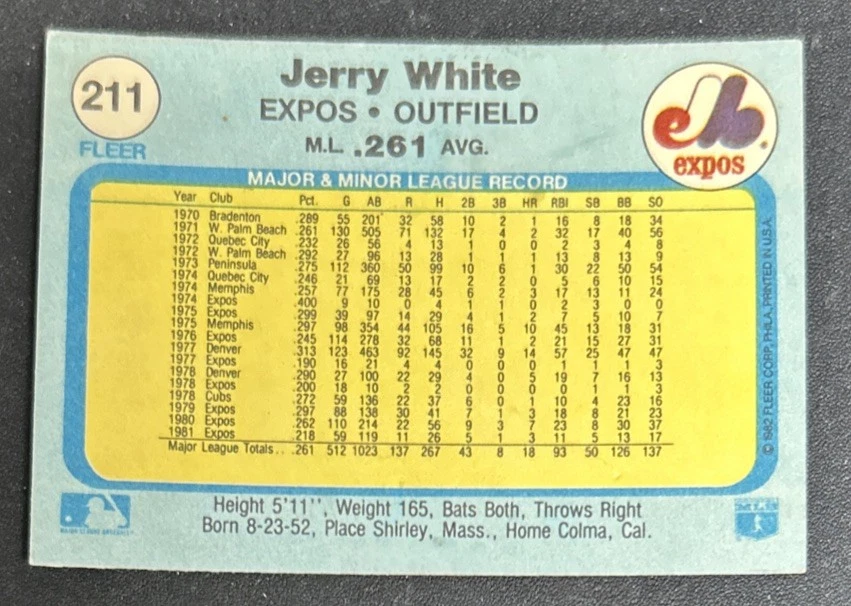 211
FLEER
Jerry White
EXPOS • OUTFIELD
M.L. .261 AVG.
expos
MAJOR & MINOR LEAGUE RECORD
Year Club Pct. G AB R H 2B 3B HR RBI SB BB SO
1970 Bradenton .289 55 201 32 58 10 2 1 16 8 18 34
1971 W. Palm Beach .261 130 505 71 132 17 4 2 32 17 40 56
1972 Quebec City .232 26 56 4 13 1 0 0 2 3 4 8
1972 W. Palm Beach .292 27 96 13 28 1 1 1 13 8 13 9
1973 Peninsula .275 112 360 50 99 10 6 1 30 22 50 54
1974 Quebec City .246 21 69 13 17 2 2 0 5 6 10 15
1974 Memphis .257 77 175 28 45 6 2 3 17 13 11 24
1974 Expos .400 9 10 0 4 1 1 0 2 3 0 0
1975 Expos .299 39 97 14 29 4 1 2 7 5 10 7
1975 Memphis .297 98 354 44 105 16 5 10 45 13 18 31
1976 Expos .245 114 278 32 68 11 1 2 21 15 27 31
1977 Denver .313 123 463 92 145 32 9 14 57 25 47 47
1977 Expos .190 16 21 4 4 0 0 0 1 1 1 3
1978 Denver .290 27 100 22 29 4 0 5 19 7 16 13
1978 Expos .200 18 10 2 2 0 0 0 0 1 1 3
1978 Cubs .272 59 136 22 37 6 0 1 10 4 23 16
1979 Expos .297 88 138 30 41 7 1 3 18 8 21 23
1980 Expos .262 110 214 22 56 9 3 7 23 8 30 37
1981 Expos .218 59 119 11 26 5 1 3 11 5 13 17
Major League Totals . . .261 512 1023 137 267 43 8 18 93 50 126 137
© 1982 FLEER CORP. PHILA. PRINTED IN U.S.A.
Height 5'11'', Weight 165, Bats Both, Throws Right
Born 8-23-52, Place Shirley, Mass., Home Colma, Cal.
MAJOR LEAGUE BASEBALL